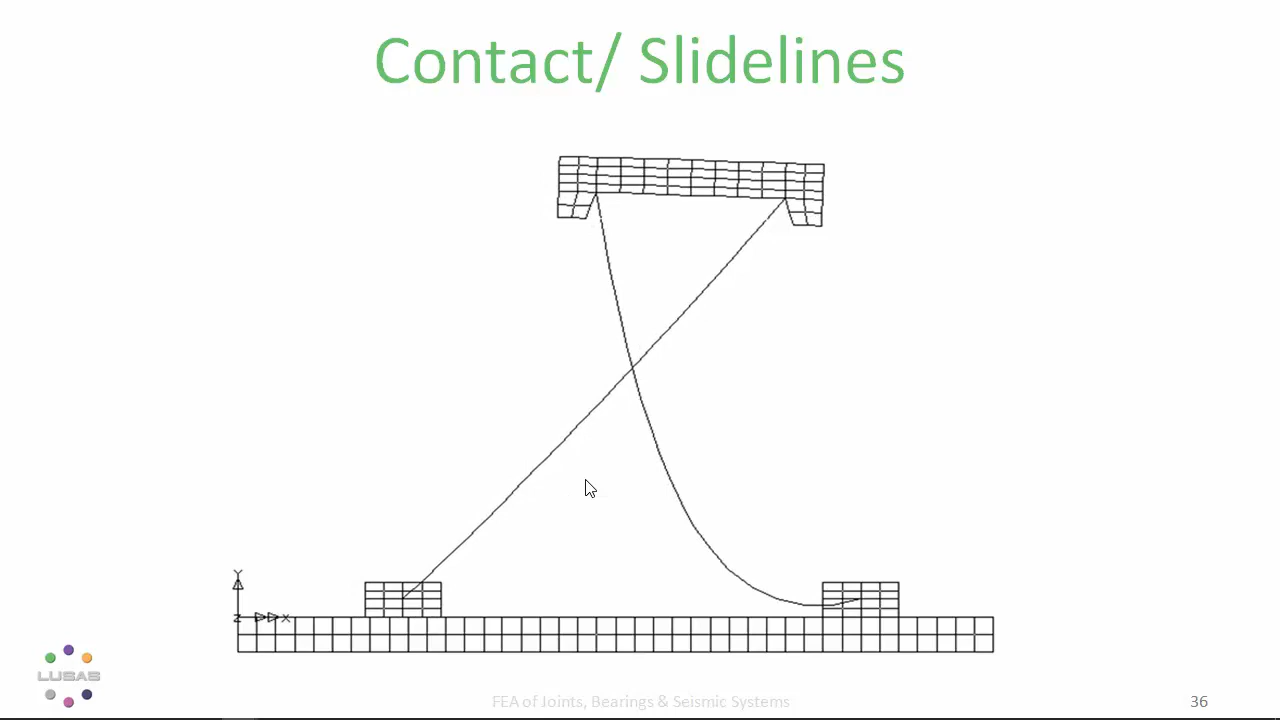 Contact/ Slidelines
Y
Z
X
LUSAS
FEA of Joints, Bearings & Seismic Systems
36